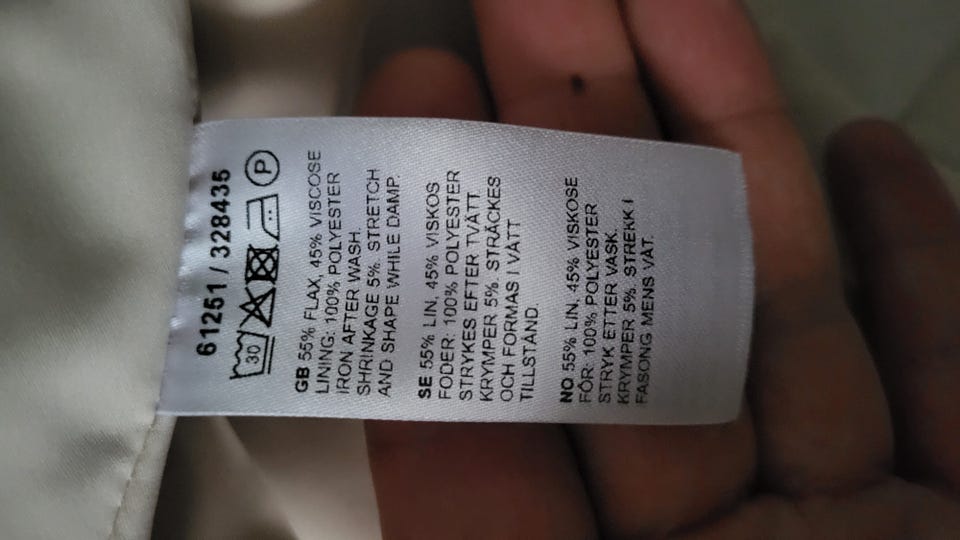 61251 / 328435
30 P
GB 55% FLAX, 45% VISCOSE
LINING: 100% POLYESTER
IRON AFTER WASH.
SHRINKAGE 5%. STRETCH
AND SHAPE WHILE DAMP.
SE 55% LIN, 45% VISKOS
FODER: 100% POLYESTER
STRYKES EFTER TVÄTT.
KRYMPER 5%. STRÄCKES
OCH FORMAS I VÅTT
TILLSTÅND.
NO 55% LIN, 45% VISKOSE
FÔR: 100% POLYESTER
STRYK ETTER VASK.
KRYMPER 5%. STREKK I
FASONG MENS VÅT.